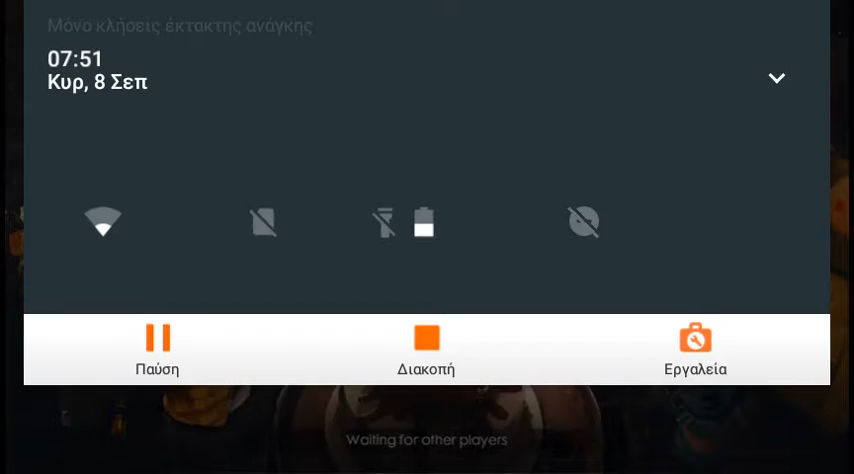 Μόνο κλήσεις έκτακτης ανάγκης
07:51
Κυρ, 8 Σεπ
Παύση
Διακοπή
Εργαλεία
Waiting for other players